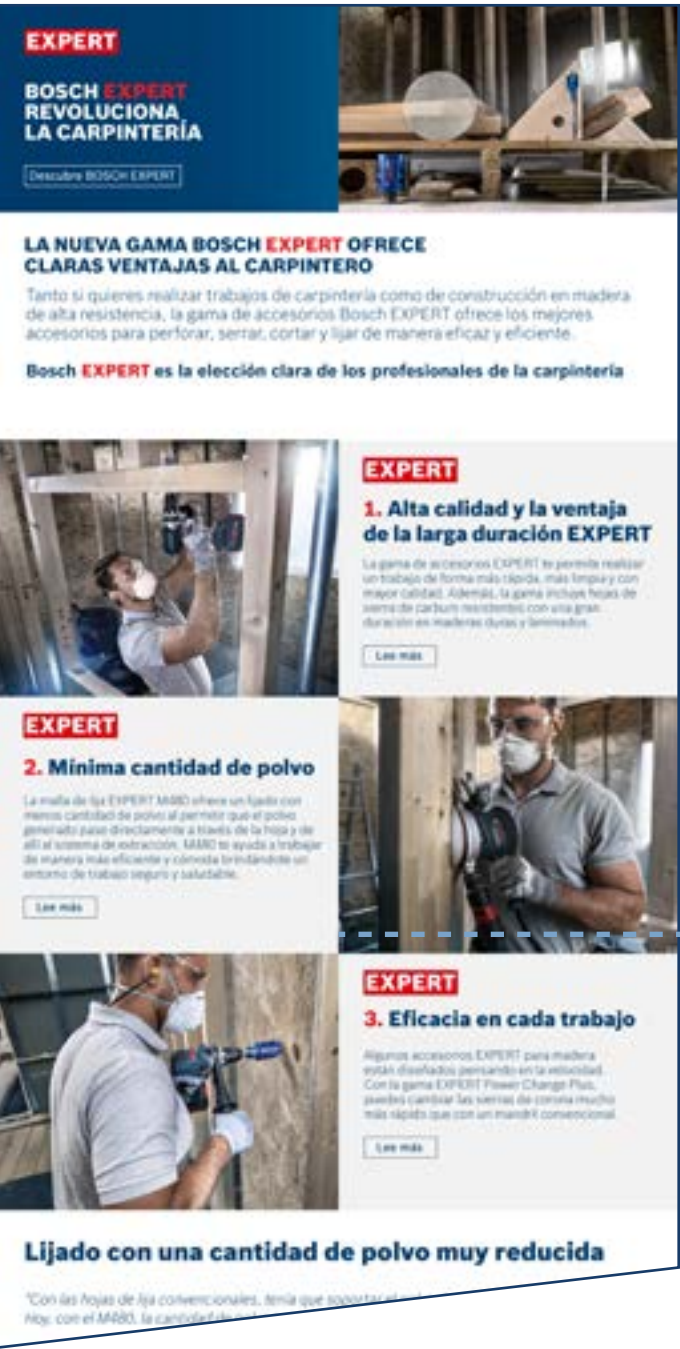 EXPERT
BOSCH EXPERT
REVOLUCIONA
LA CARPINTERÍA
Descubre BOSCH EXPERT
LA NUEVA GAMA BOSCH EXPERT OFRECE
CLARAS VENTAJAS AL CARPINTERO
Tanto si quieres realizar trabajos de carpintería como de construcción en madera
de alta resistencia, la gama de accesorios Bosch EXPERT ofrece los mejores
accesorios para perforar, serrar, cortar y lijar de manera eficaz y eficiente.
Bosch EXPERT es la elección clara de los profesionales de la carpintería
EXPERT
1. Alta calidad y la ventaja
de la larga duración EXPERT
La gama de accesorios EXPERT te permite realizar
un trabajo de forma más rápida, más limpia y con
mayor calidad. Además, la gama incluye hojas de
sierra de carburo resistentes con una gran
duración en maderas duras y laminados.
Lee más
EXPERT
2. Mínima cantidad de polvo
La malla de lija EXPERT M480 ofrece un lijado con
menos cantidad de polvo al permitir que el polvo
generado pase directamente a través de la hoja y de
allí al sistema de extracción. M480 te ayuda a trabajar
de manera más eficiente y cómoda brindándote un
entorno de trabajo seguro y saludable.
Lee más
EXPERT
3. Eficacia en cada trabajo
Algunos accesorios EXPERT para madera
están diseñados pensando en la velocidad.
Con la gama EXPERT Power Change Plus,
puedes cambiar las sierras de corona mucho
más rápido que con un mandril convencional.
Lee más
Lijado con una cantidad de polvo muy reducida
"Con las hojas de lija convencionales, tenía que soportar
Hoy, con el M480, la cantidad de